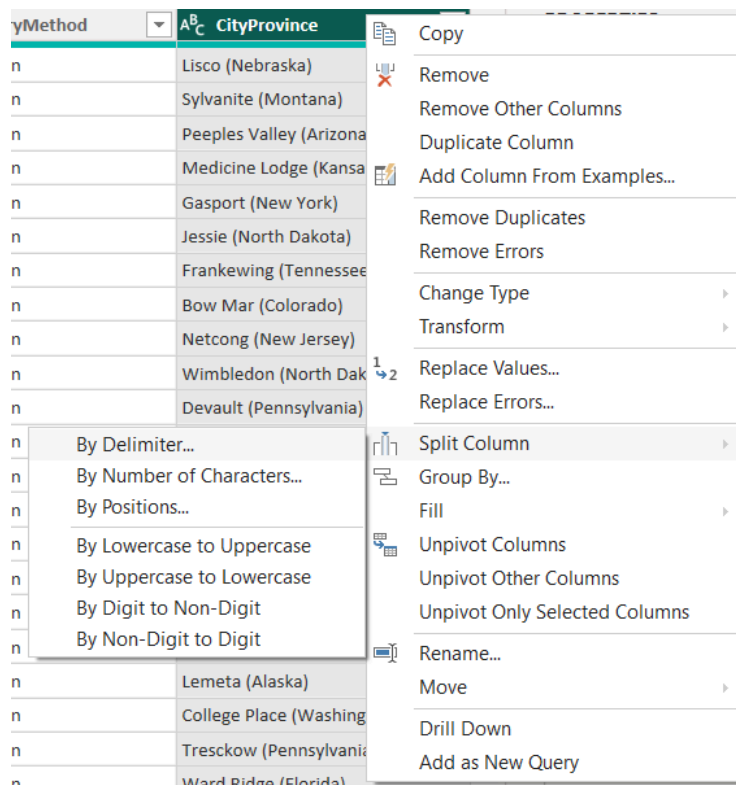 yMethod
A B C CityProvince
n Lisco (Nebraska)
n Sylvanite (Montana)
n Peeples Valley (Arizona
n Medicine Lodge (Kansa
n Gasport (New York)
n Jessie (North Dakota)
n Frankewing (Tennessee
n Bow Mar (Colorado)
n Netcong (New Jersey)
n Wimbledon (North Dak
n Devault (Pennsylvania)
n
n
n
n
n
n
n
n Lemeta (Alaska)
n College Place (Washing
n Tresckow (Pennsylvania
n Ward Ridge (Florida)
Copy
Remove
Remove Other Columns
Duplicate Column
Add Column From Examples...
Remove Duplicates
Remove Errors
Change Type
Transform
1 2 Replace Values...
Replace Errors...
Split Column
Group By...
Fill
Unpivot Columns
Unpivot Other Columns
Unpivot Only Selected Columns
Rename...
Move
Drill Down
Add as New Query
By Delimiter...
By Number of Characters...
By Positions...
By Lowercase to Uppercase
By Uppercase to Lowercase
By Digit to Non-Digit
By Non-Digit to Digit